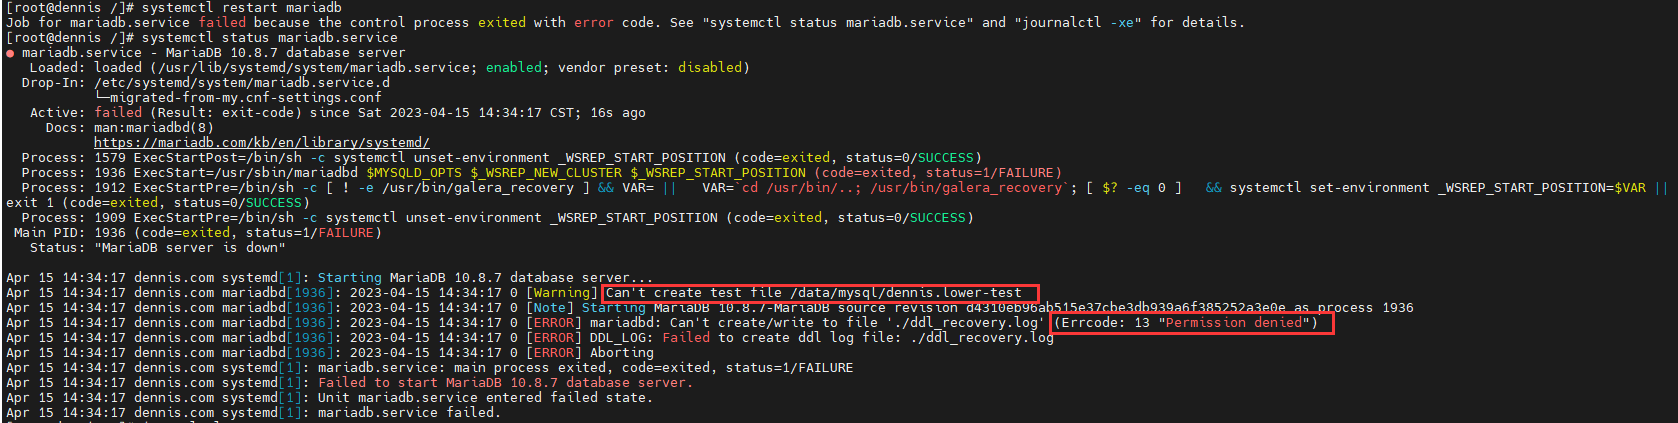 [root@dennis /]# systemctl restart mariadb
Job for mariadb.service failed because the control process exited with error code. See "systemctl status mariadb.service" and "journalctl -xe" for details.
[root@dennis /]# systemctl status mariadb.service
● mariadb.service - MariaDB 10.8.7 database server
   Loaded: loaded (/usr/lib/systemd/system/mariadb.service; enabled; vendor preset: disabled)
  Drop-In: /etc/systemd/system/mariadb.service.d
           └─migrated-from-my.cnf-settings.conf
   Active: failed (Result: exit-code) since Sat 2023-04-15 14:34:17 CST; 16s ago
     Docs: man:mariadbd(8)
           https://mariadb.com/kb/en/library/systemd/
  Process: 1579 ExecStartPost=/bin/sh -c systemctl unset-environment _WSREP_START_POSITION (code=exited, status=0/SUCCESS)
  Process: 1936 ExecStart=/usr/sbin/mariadbd $MYSQLD_OPTS $_WSREP_NEW_CLUSTER $_WSREP_START_POSITION (code=exited, status=1/FAILURE)
  Process: 1912 ExecStartPre=/bin/sh -c [ ! -e /usr/bin/galera_recovery ] && VAR= ||   VAR=`cd /usr/bin/..; /usr/bin/galera_recovery`; [ $? -eq 0 ]   && systemctl set-environment _WSREP_START_POSITION=$VAR ||
exit 1 (code=exited, status=0/SUCCESS)
  Process: 1909 ExecStartPre=/bin/sh -c systemctl unset-environment _WSREP_START_POSITION (code=exited, status=0/SUCCESS)
 Main PID: 1936 (code=exited, status=1/FAILURE)
   Status: "MariaDB server is down"
Apr 15 14:34:17 dennis.com systemd[1]: Starting MariaDB 10.8.7 database server...
Apr 15 14:34:17 dennis.com mariadbd[1936]: 2023-04-15 14:34:17 0 [Warning] Can't create test file /data/mysql/dennis.lower-test
Apr 15 14:34:17 dennis.com mariadbd[1936]: 2023-04-15 14:34:17 0 [Note] Starting MariaDB 10.8.7-MariaDB source revision d4310eb96ab515e37cbe3db939a6f385252a3e0e as process 1936
Apr 15 14:34:17 dennis.com mariadbd[1936]: 2023-04-15 14:34:17 0 [ERROR] mariadbd: Can't create/write to file './ddl_recovery.log' (Errcode: 13 "Permission denied")
Apr 15 14:34:17 dennis.com mariadbd[1936]: 2023-04-15 14:34:17 0 [ERROR] DDL_LOG: Failed to create ddl log file: ./ddl_recovery.log
Apr 15 14:34:17 dennis.com mariadbd[1936]: 2023-04-15 14:34:17 0 [ERROR] Aborting
Apr 15 14:34:17 dennis.com systemd[1]: mariadb.service: main process exited, code=exited, status=1/FAILURE
Apr 15 14:34:17 dennis.com systemd[1]: Failed to start MariaDB 10.8.7 database server.
Apr 15 14:34:17 dennis.com systemd[1]: Unit mariadb.service entered failed state.
Apr 15 14:34:17 dennis.com systemd[1]: mariadb.service failed.